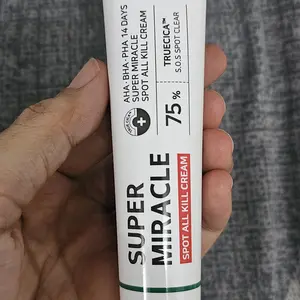 AHA·BHA·PHA 14 DAYS
SUPER MIRACLE
SPOT ALL KILL CREAM
TRUECICA™
S.O.S SPOT CLEAR
75%
SUPER
MIRACLE
SPOT ALL KILL CREAM